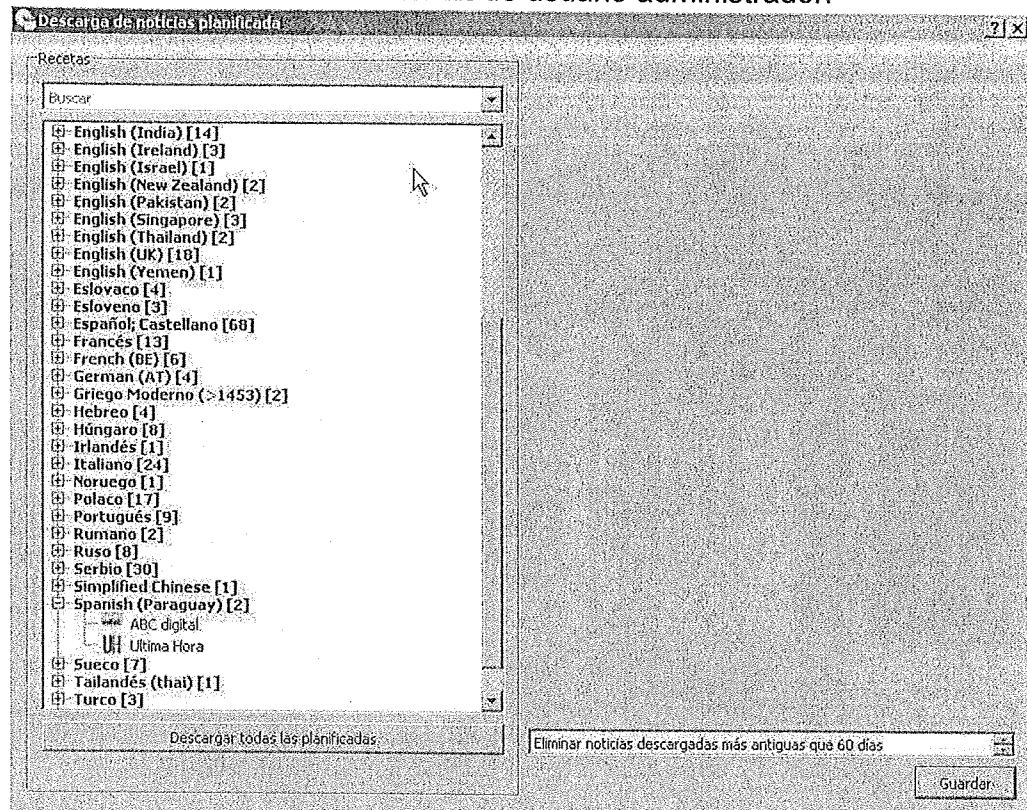 Descarga de noticias planificada
Recetas
Buscar
English (India) [14]
English (Ireland) [3]
English (Israel) [1]
English (New Zealand) [2]
English (Pakistan) [2]
English (Singapore) [3]
English (Thailand) [2]
English (UK) [18]
English (Yemen) [1]
Eslovaco [4]
Esloveno [3]
Español; Castellano [68]
Francés [13]
French (BE) [6]
German (AT) [4]
Griego Moderno (>1453) [2]
Hebreo [4]
Húngaro [8]
Irlandés [1]
Italiano [24]
Noruego [1]
Polaco [17]
Portugués [9]
Rumano [2]
Ruso [8]
Serbio [30]
Simplified Chinese [1]
Spanish (Paraguay) [2]
ABC digital
UH Ultima Hora
Sueco [7]
Tailandés (thai) [1]
Turco [3]
Descargar todas las planificadas
Eliminar noticias descargadas más antiguas que 60 días
Guardar